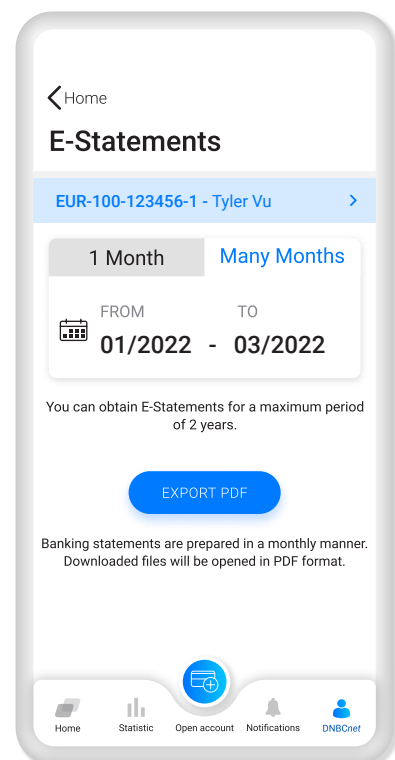 Home
E-Statements
EUR-100-123456-1 - Tyler Vu
1 Month
Many Months
FROM
TO
01/2022 - 03/2022
You can obtain E-Statements for a maximum period
of 2 years.
EXPORT PDF
Banking statements are prepared in a monthly manner.
Downloaded files will be opened in PDF format.
Home
Statistic
Open account
Notifications
DNBCnet